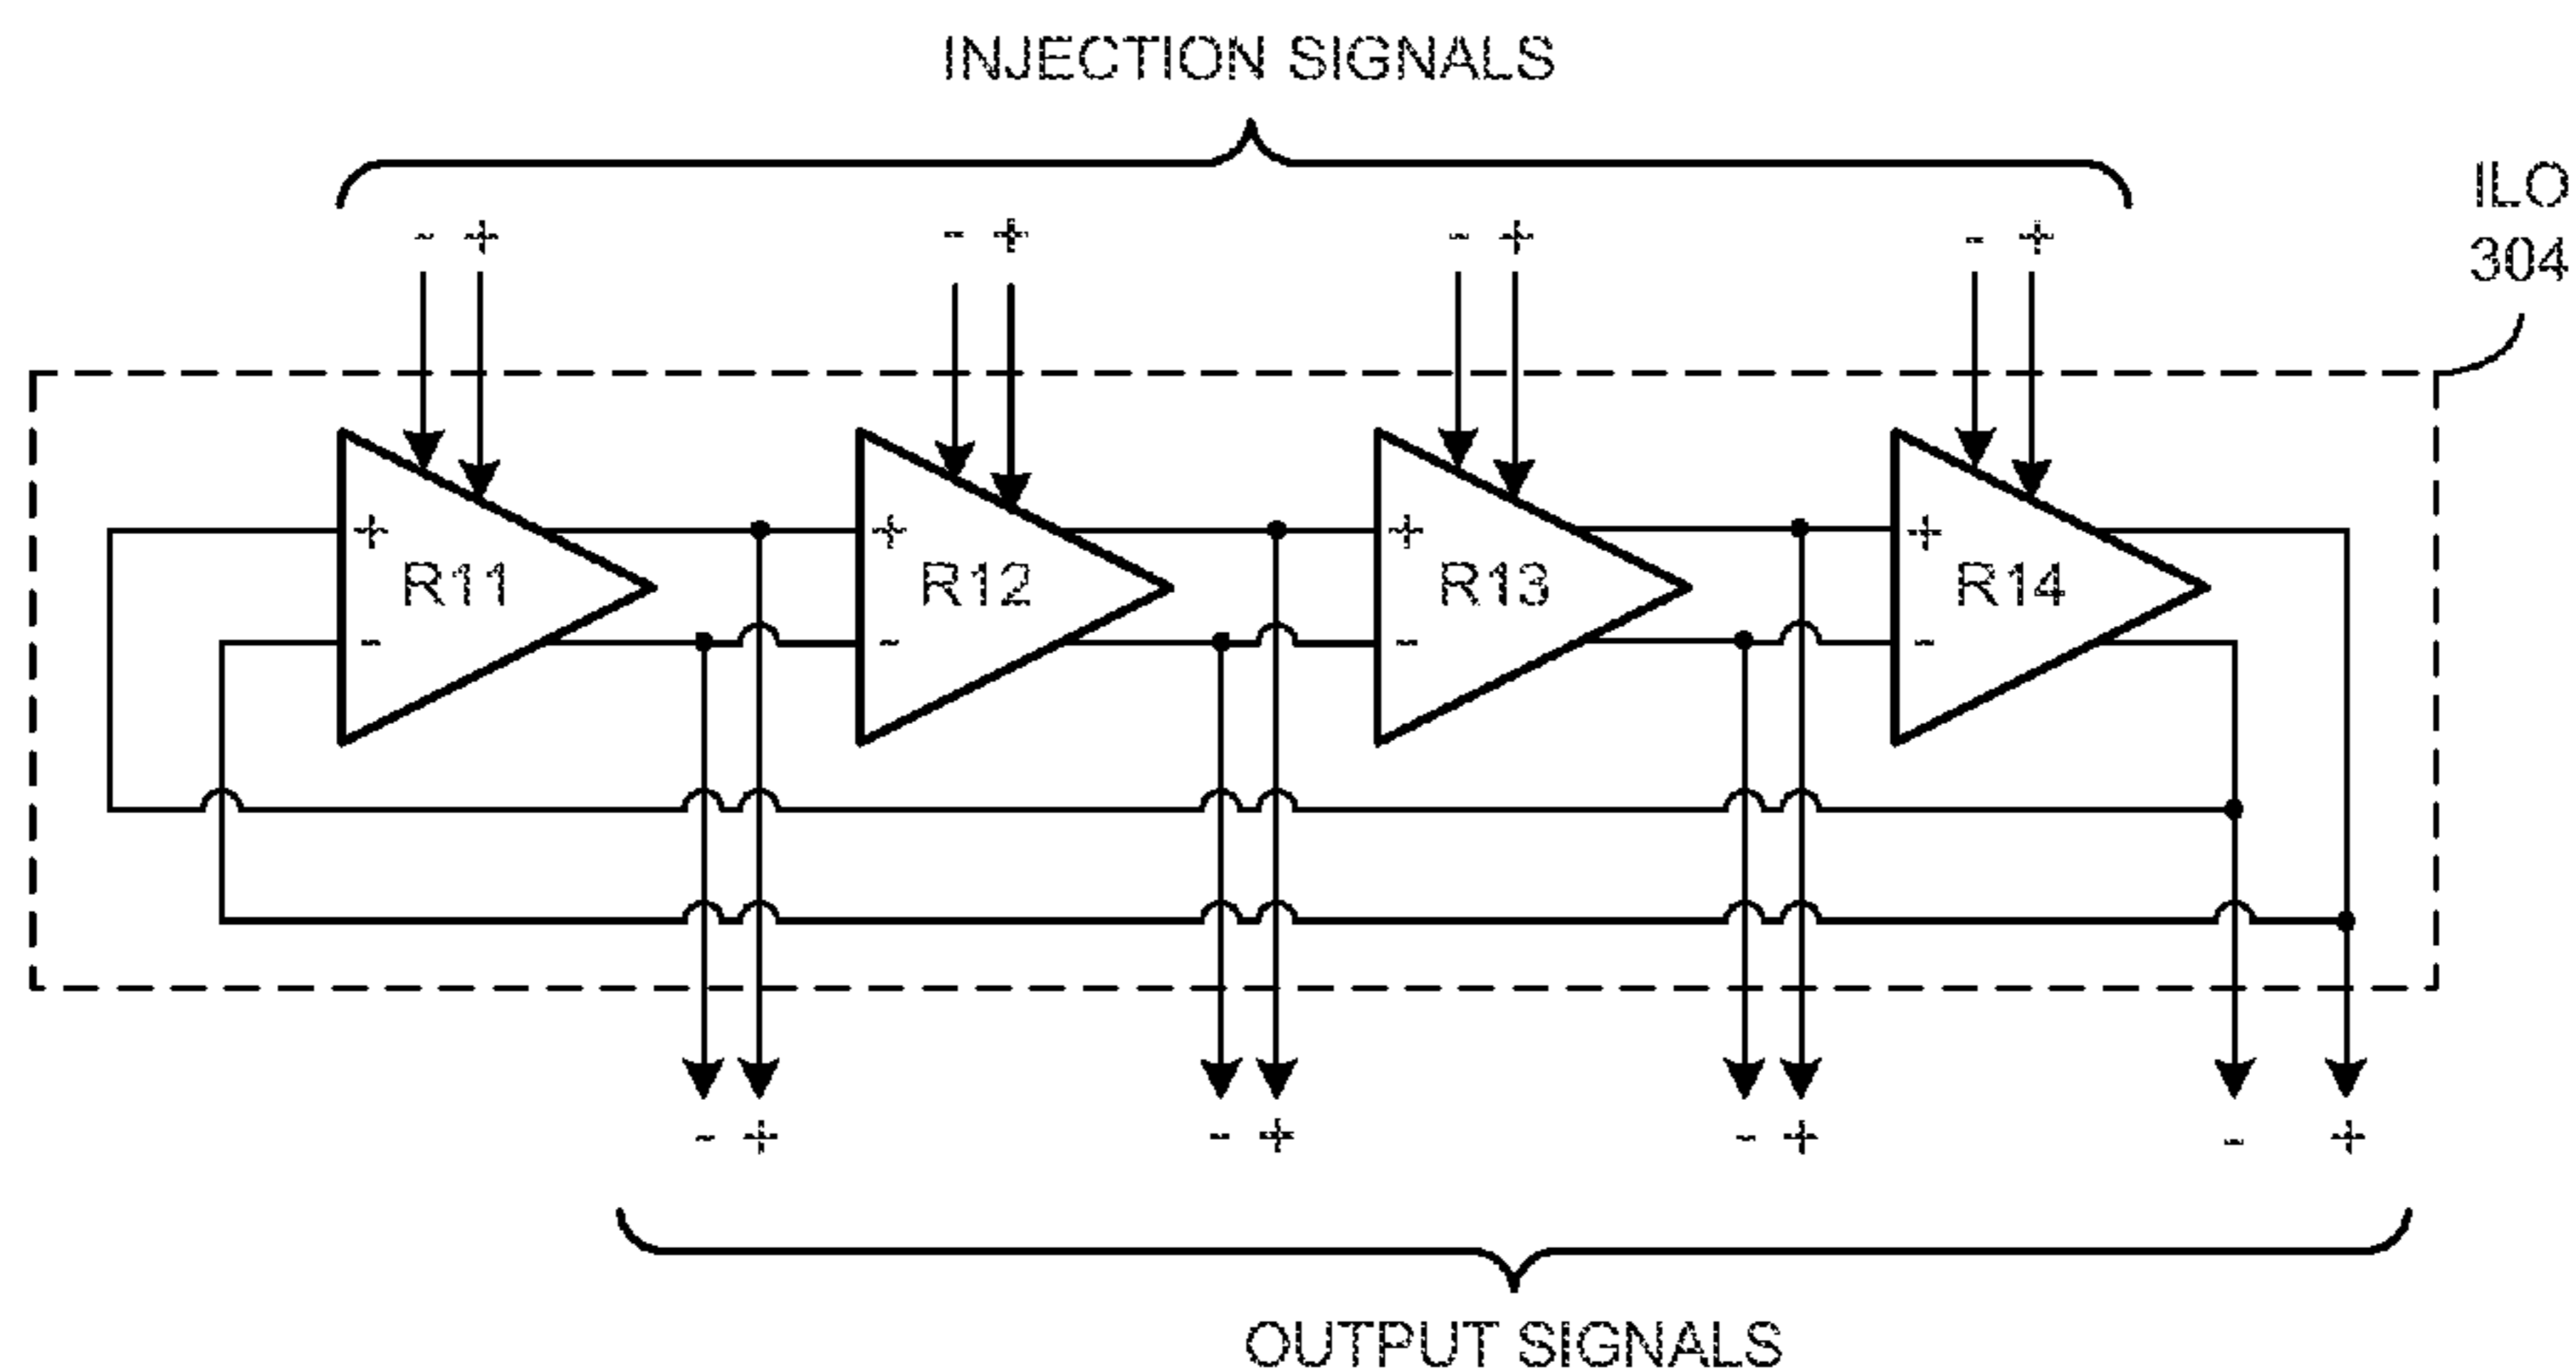 INJECTION SIGNALS
ILO
304
- + - + - + - +
+ + + +
R11 R12 R13 R14
- - - -
- + - + - + - +
OUTPUT SIGNALS